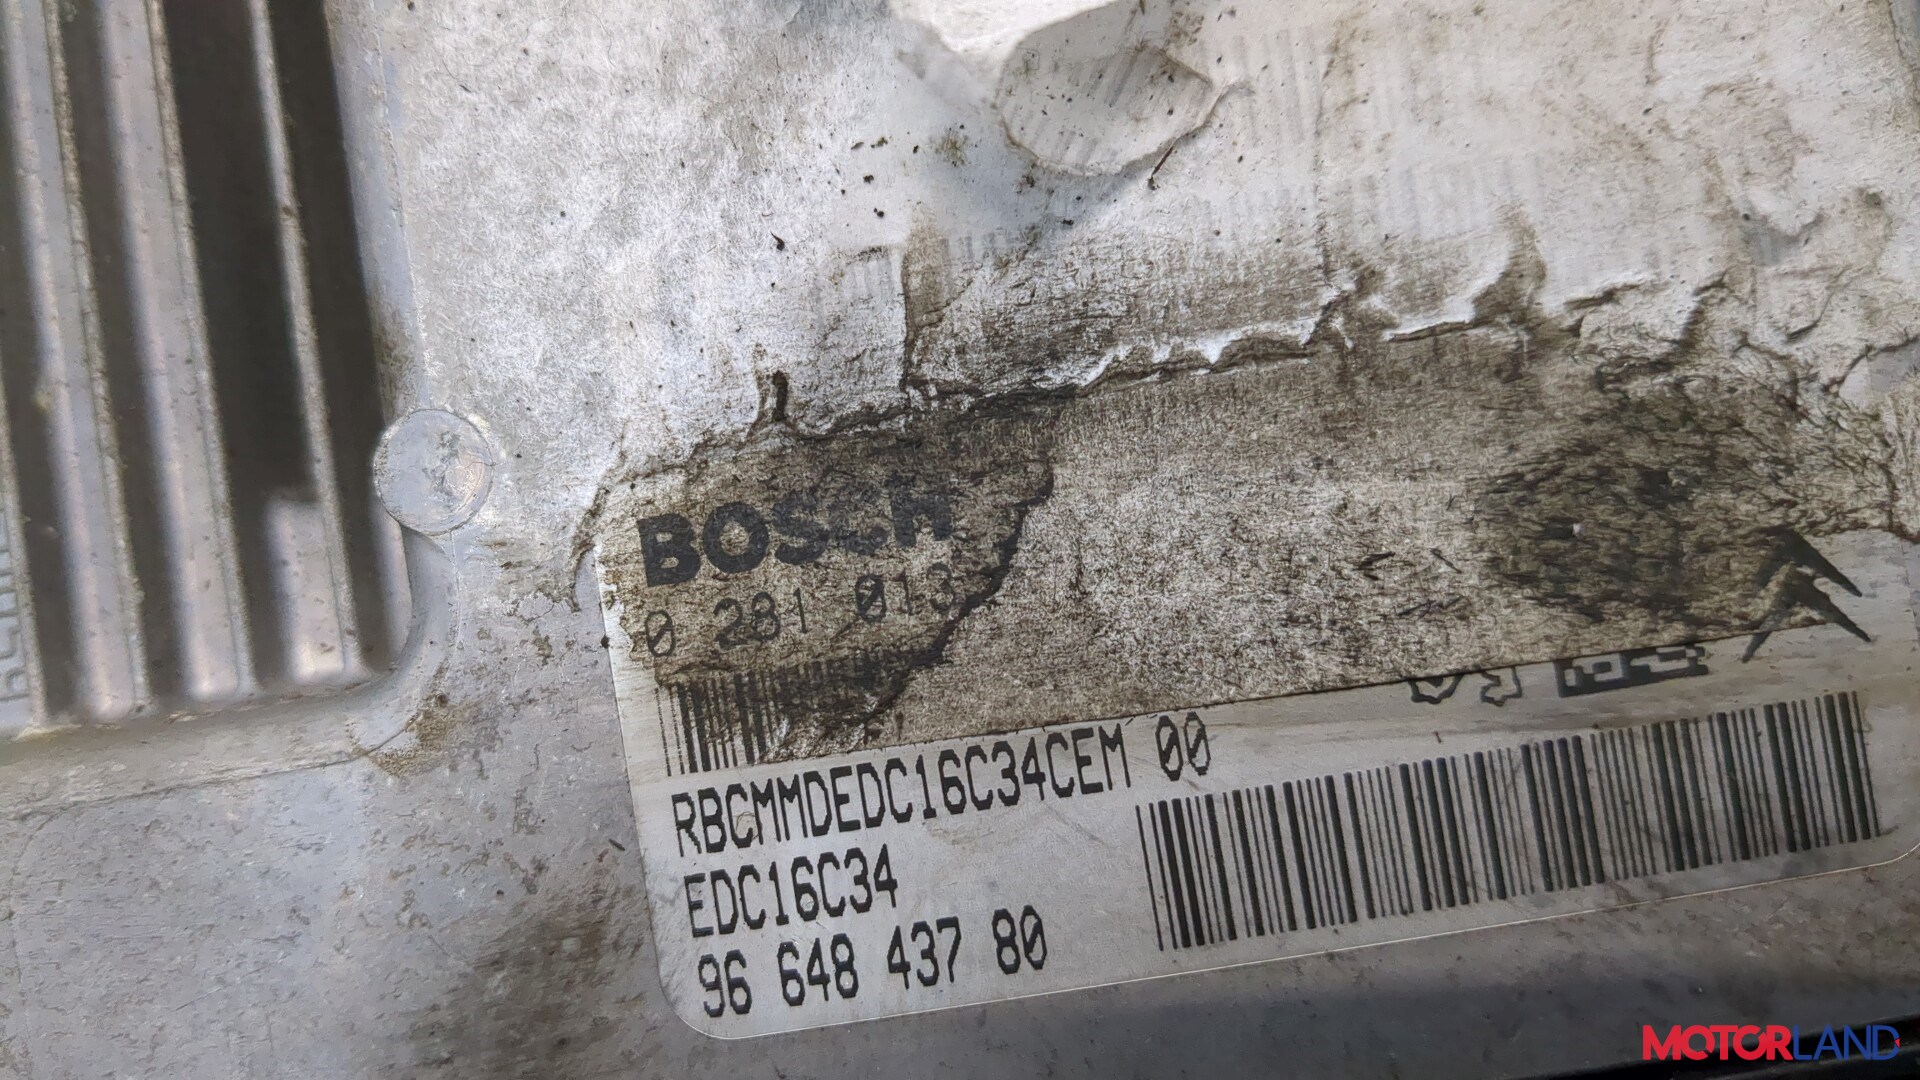 BOSCH
0 281 013
RBCMMDEDC16C34CEM 00
EDC16C34
96 648 437 80
MOTORLAND